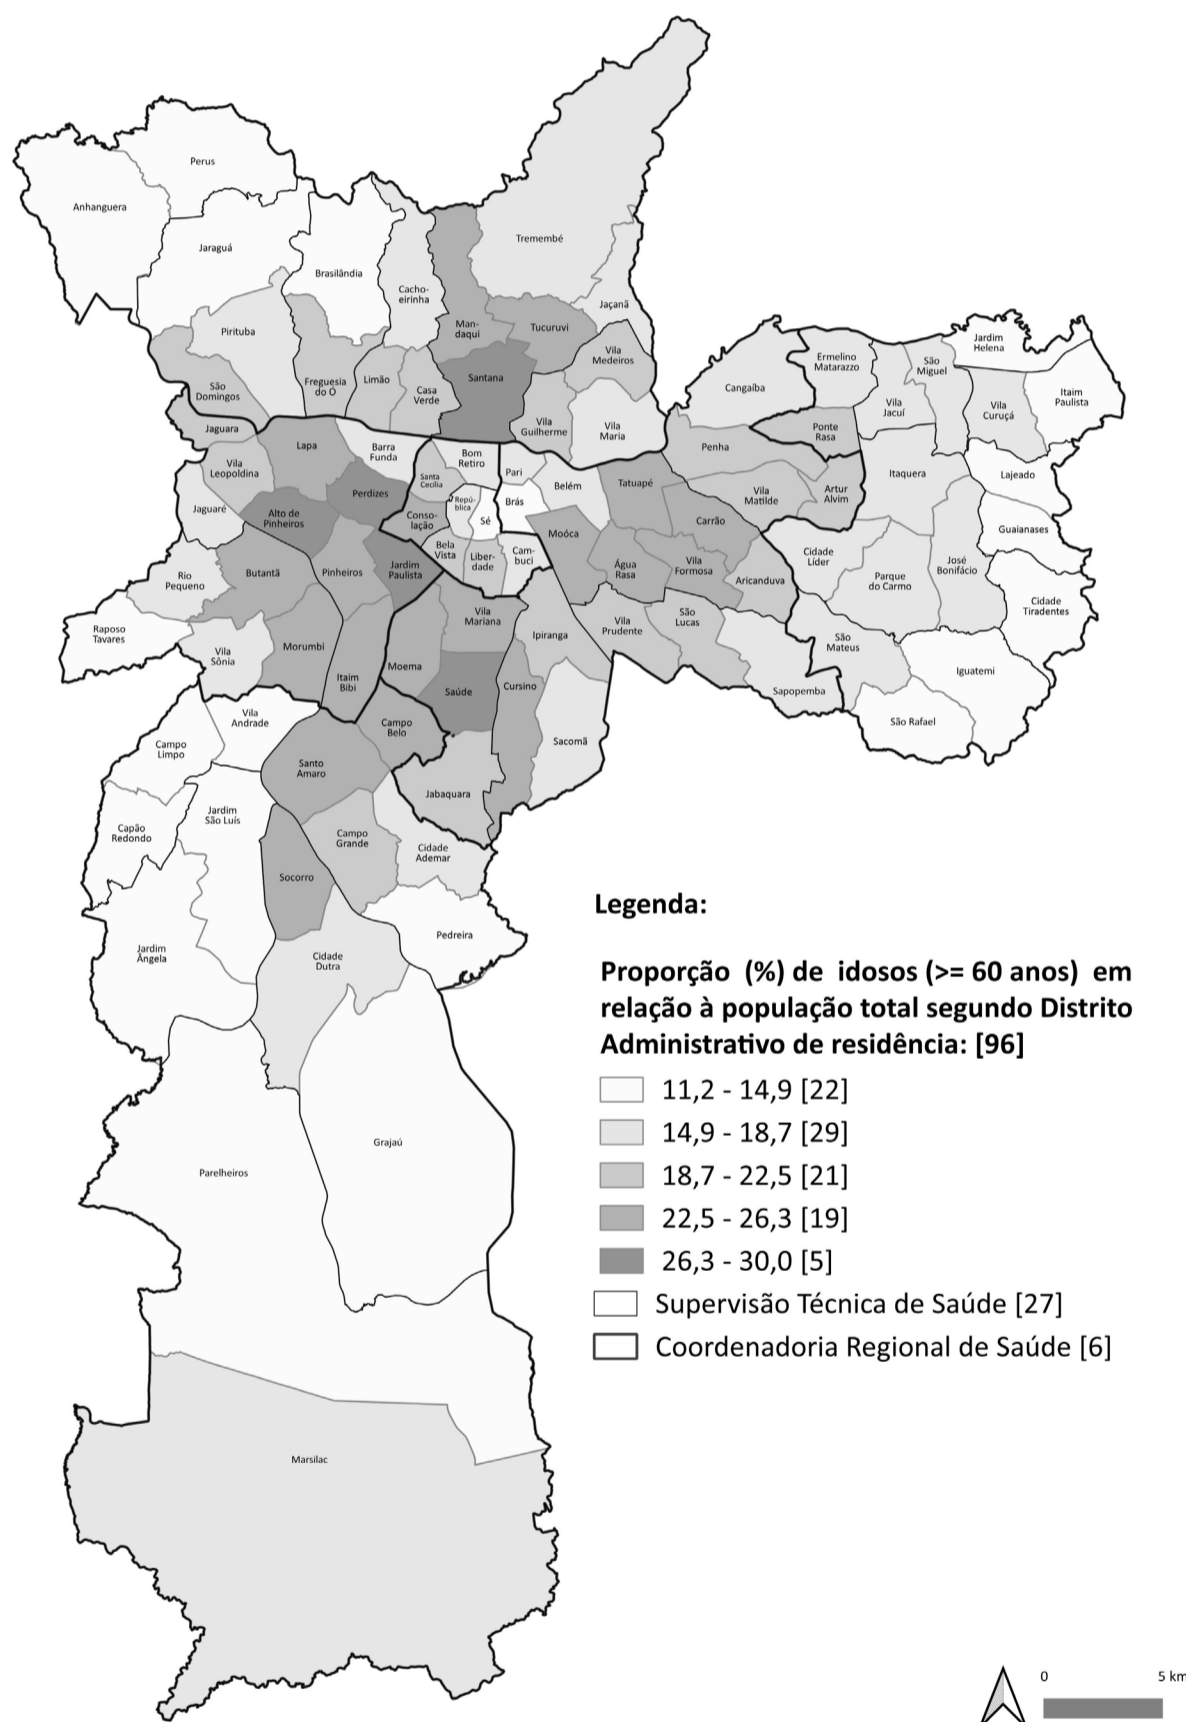 Perus
Anhanguera
Jaraguá
Tremembé
Brasilândia
Cacho-
eirinha
Jaçanã
Pirituba
Man-
daqui
Tucuruvi
Vila
Medeiros
Jardim
Helena
Ermelino
Matarazzo
São
Miguel
Santana
Freguesia
do Ó
Limão
Casa
Verde
São
Domingos
Cangaíba
Itaim
Paulista
Vila
Jacuí
Vila
Curuçá
Jaguara
Vila
Guilherme
Vila
Maria
Ponte
Rasa
Lapa
Barra
Funda
Bom
Retiro
Penha
Vila
Leopoldina
Pari
Itaquera
Lajeado
Santa
Cecília
Belém
Tatuapé
Perdizes
Vila
Matilde
Artur
Alvim
Jaguaré
Alto de
Pinheiros
Repú-
blica
Brás
Conso-
lação
Sé
Carrão
Guaianases
Moóca
Bela
Vista
Liber-
dade
Cam-
buci
Cidade
Líder
Rio
Pequeno
Butantã
Pinheiros
Jardim
Paulista
Água
Rasa
Vila
Formosa
Aricanduva
Parque
do Carmo
José
Bonifácio
Cidade
Tiradentes
Raposo
Tavares
Vila
Mariana
Ipiranga
Vila
Prudente
São
Lucas
Vila
Sônia
Morumbi
São
Mateus
Moema
Iguatemi
Itaim
Bibi
Saúde
Cursino
Sapopemba
Vila
Andrade
Campo
Belo
São Rafael
Campo
Limpo
Sacomã
Santo
Amaro
Jabaquara
Jardim
São Luís
Capão
Redondo
Campo
Grande
Cidade
Ademar
Socorro
Pedreira
Jardim
Ângela
Cidade
Dutra
Grajaú
Parelheiros
Marsilac
Legenda:
Proporção (%) de idosos (>= 60 anos) em
relação à população total segundo Distrito
Administrativo de residência: [96]
11,2 - 14,9 [22]
14,9 - 18,7 [29]
18,7 - 22,5 [21]
22,5 - 26,3 [19]
26,3 - 30,0 [5]
Supervisão Técnica de Saúde [27]
Coordenadoria Regional de Saúde [6]
0 5 km